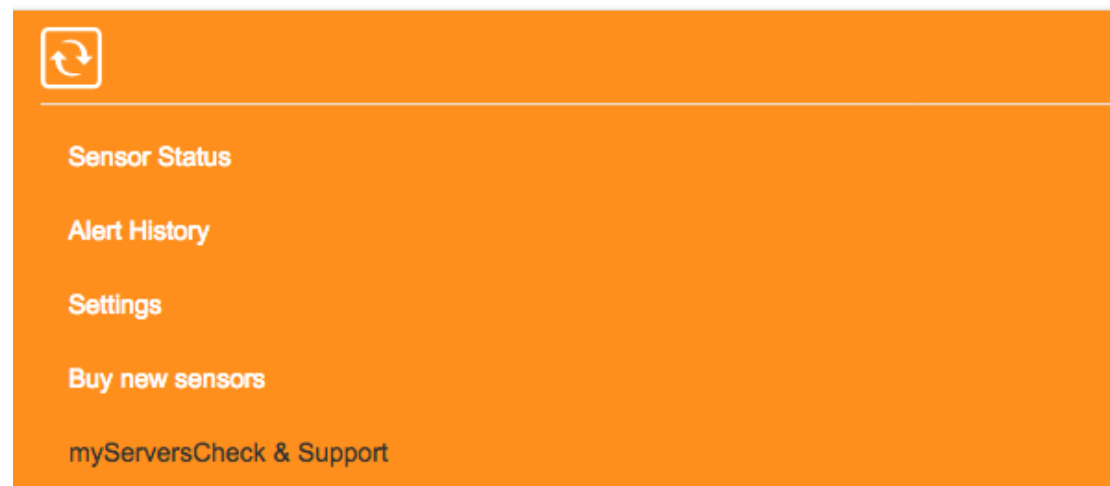 Sensor Status
Alert History
Settings
Buy new sensors
myServersCheck & Support